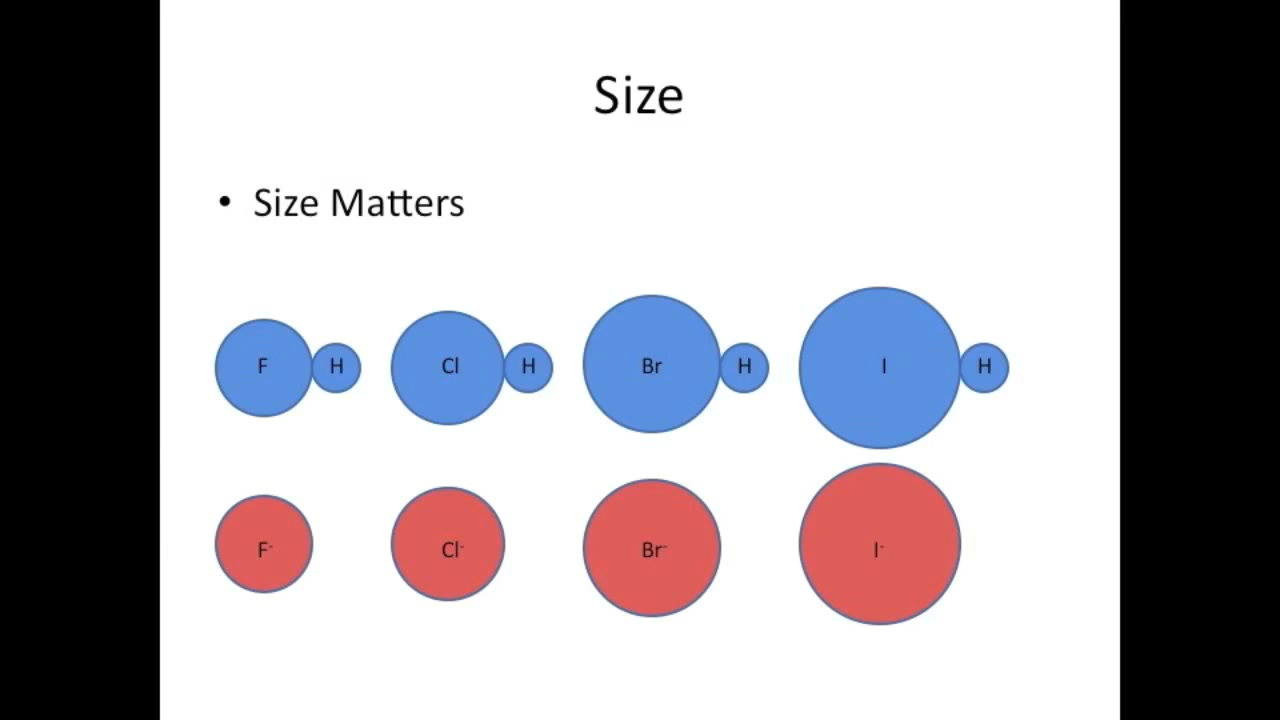 Size
• Size Matters
F H Cl H Br H I H
F- Cl- Br- I-